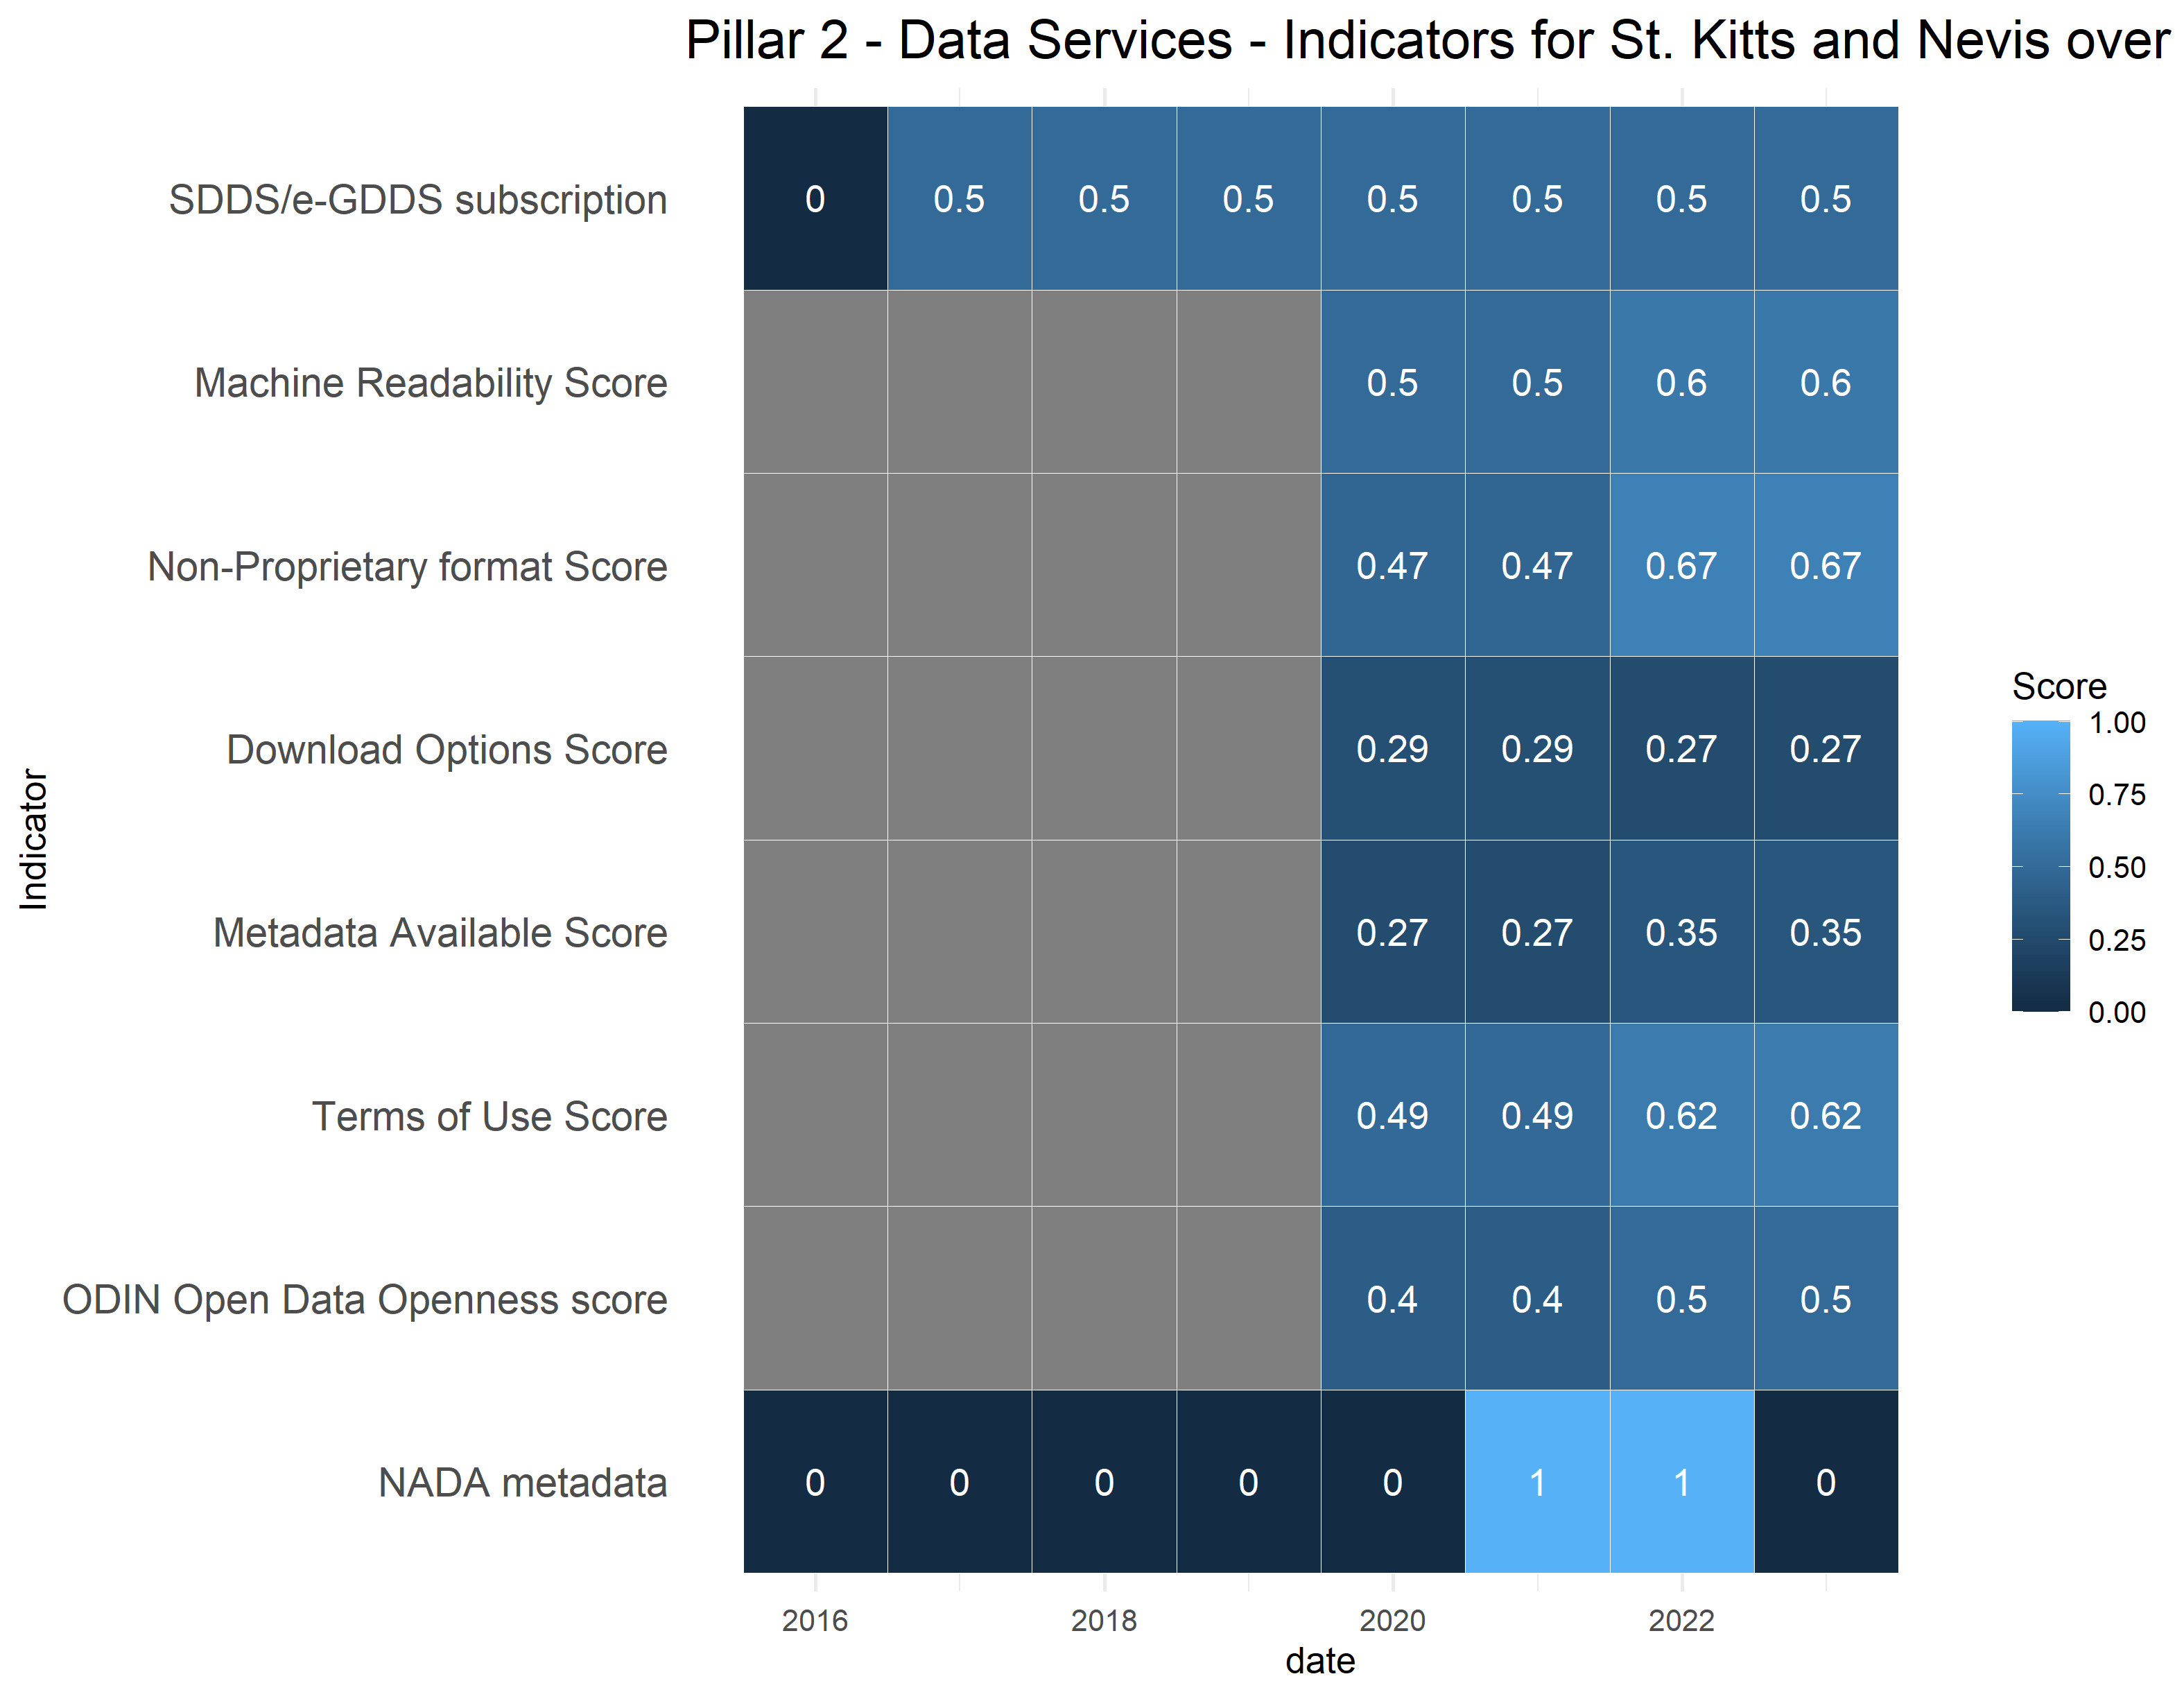 Pillar 2 - Data Services - Indicators for St. Kitts and Nevis over
SDDS/e-GDDS subscription 0 0.5 0.5 0.5 0.5 0.5 0.5 0.5
Machine Readability Score 0.5 0.5 0.6 0.6
Non-Proprietary format Score 0.47 0.47 0.67 0.67
Download Options Score 0.29 0.29 0.27 0.27
Metadata Available Score 0.27 0.27 0.35 0.35
Terms of Use Score 0.49 0.49 0.62 0.62
ODIN Open Data Openness score 0.4 0.4 0.5 0.5
NADA metadata 0 0 0 0 0 1 1 0
2016 2018 2020 2022
date
Indicator
Score
1.00
0.75
0.50
0.25
0.00